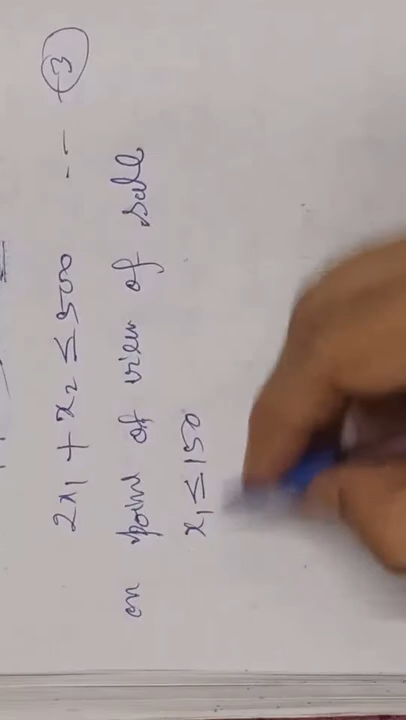 2x₁ + x₂ ≤ 500 -- 3
on point of view of sale
x₁ ≤ 150